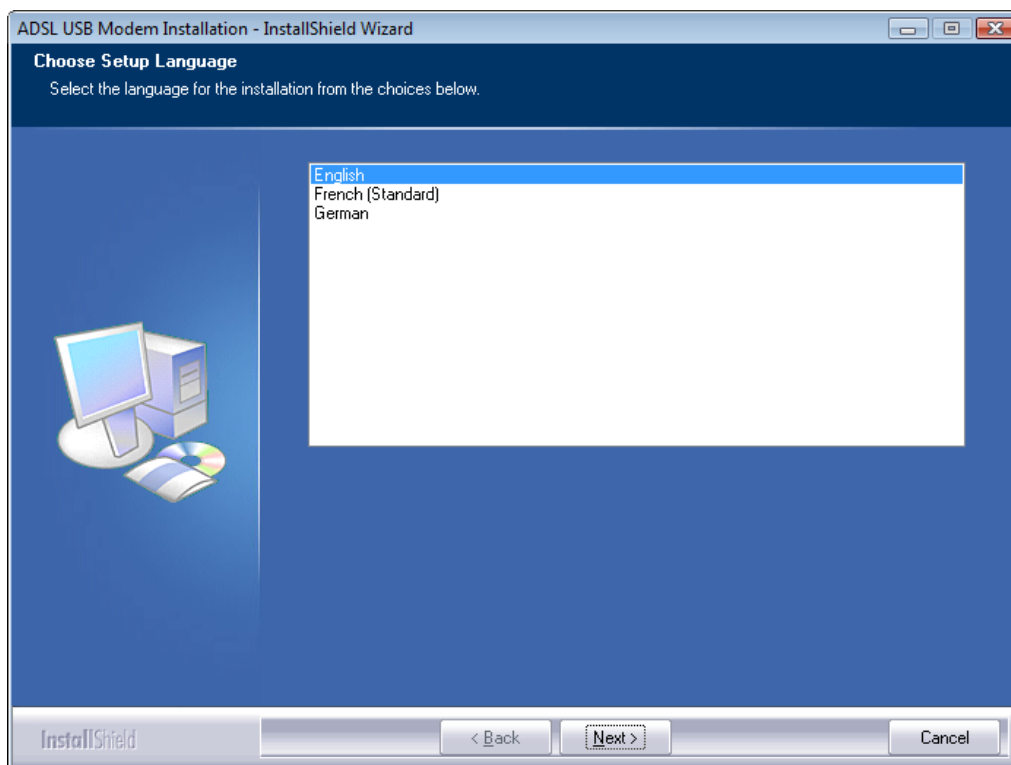 ADSL USB Modem Installation - InstallShield Wizard
Choose Setup Language
Select the language for the installation from the choices below.
English
French (Standard)
German
InstallShield
< Back
Next >
Cancel